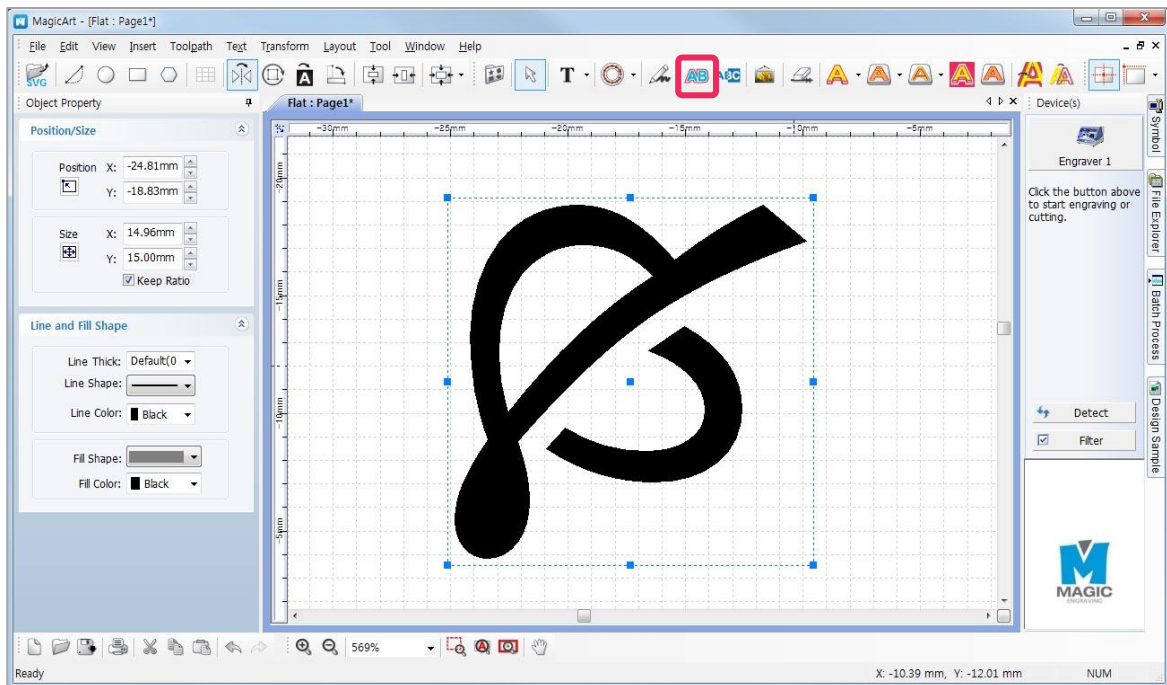 MagicArt - [Flat : Page1*]
File Edit View Insert Toolpath Text Transform Layout Tool Window Help
SVG A T AB ABC A A A A A A A
Object Property
Flat : Page1*
Device(s)
Position/Size
Position X: -24.81mm
Y: -18.83mm
Size X: 14.96mm
Y: 15.00mm
Keep Ratio
Line and Fill Shape
Line Thick: Default(0
Line Shape:
Line Color: Black
Fill Shape:
Fill Color: Black
-30mm -25mm -20mm -15mm -10mm -5mm
-20mm
-15mm
-10mm
-5mm
Engraver 1
Click the button above
to start engraving or
cutting.
Detect
Filter
MAGIC
ENGRAVING
Symbol
File Explorer
Batch Process
Design Sample
569%
Ready
X: -10.39 mm, Y: -12.01 mm
NUM